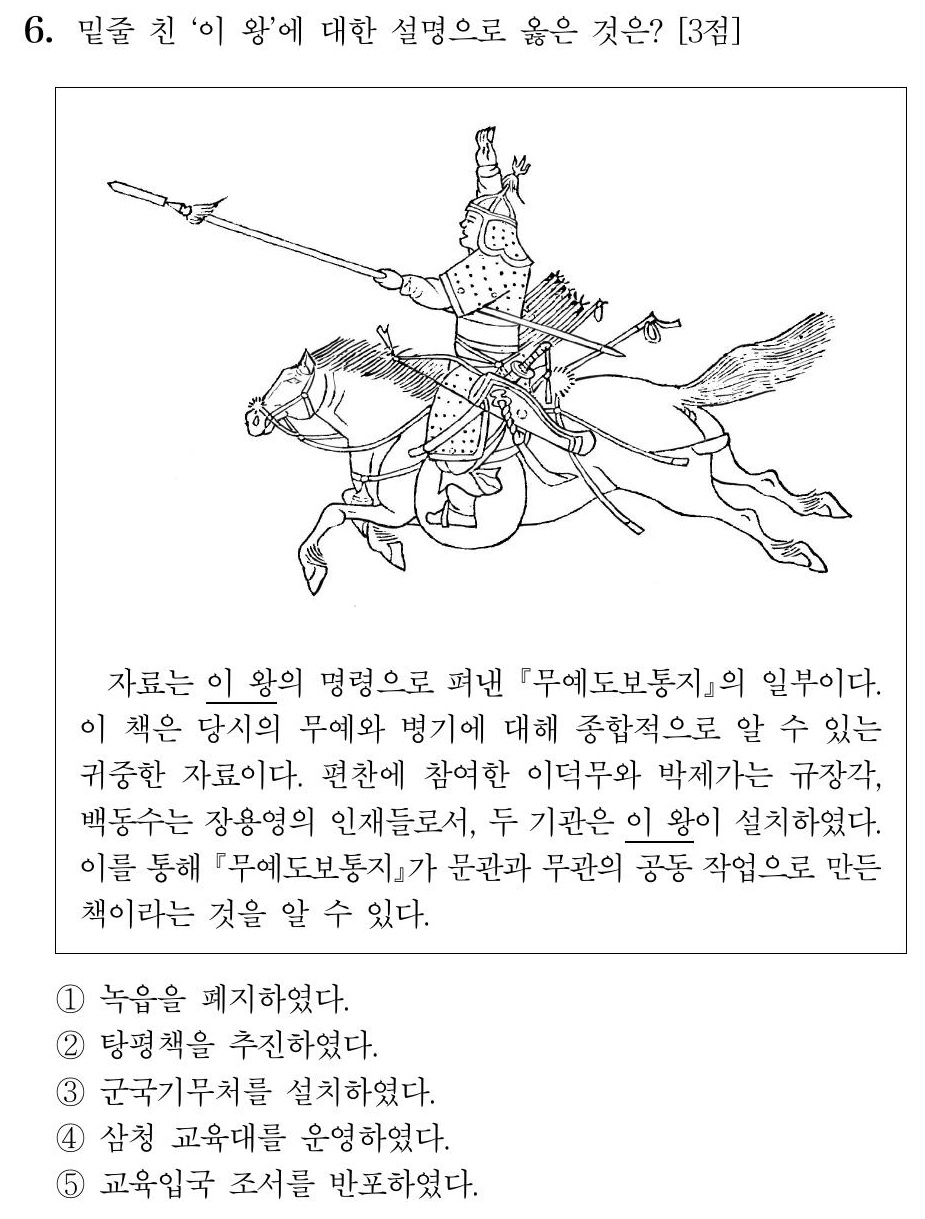 6. 밑줄 친 ‘이 왕’에 대한 설명으로 옳은 것은? [3점]
자료는 이 왕의 명령으로 펴낸 『무예도보통지』의 일부이다.
이 책은 당시의 무예와 병기에 대해 종합적으로 알 수 있는
귀중한 자료이다. 편찬에 참여한 이덕무와 박제가는 규장각,
백동수는 장용영의 인재들로서, 두 기관은 이 왕이 설치하였다.
이를 통해 『무예도보통지』가 문관과 무관의 공동 작업으로 만든
책이라는 것을 알 수 있다.
① 녹읍을 폐지하였다.
② 탕평책을 추진하였다.
③ 군국기무처를 설치하였다.
④ 삼청 교육대를 운영하였다.
⑤ 교육입국 조서를 반포하였다.